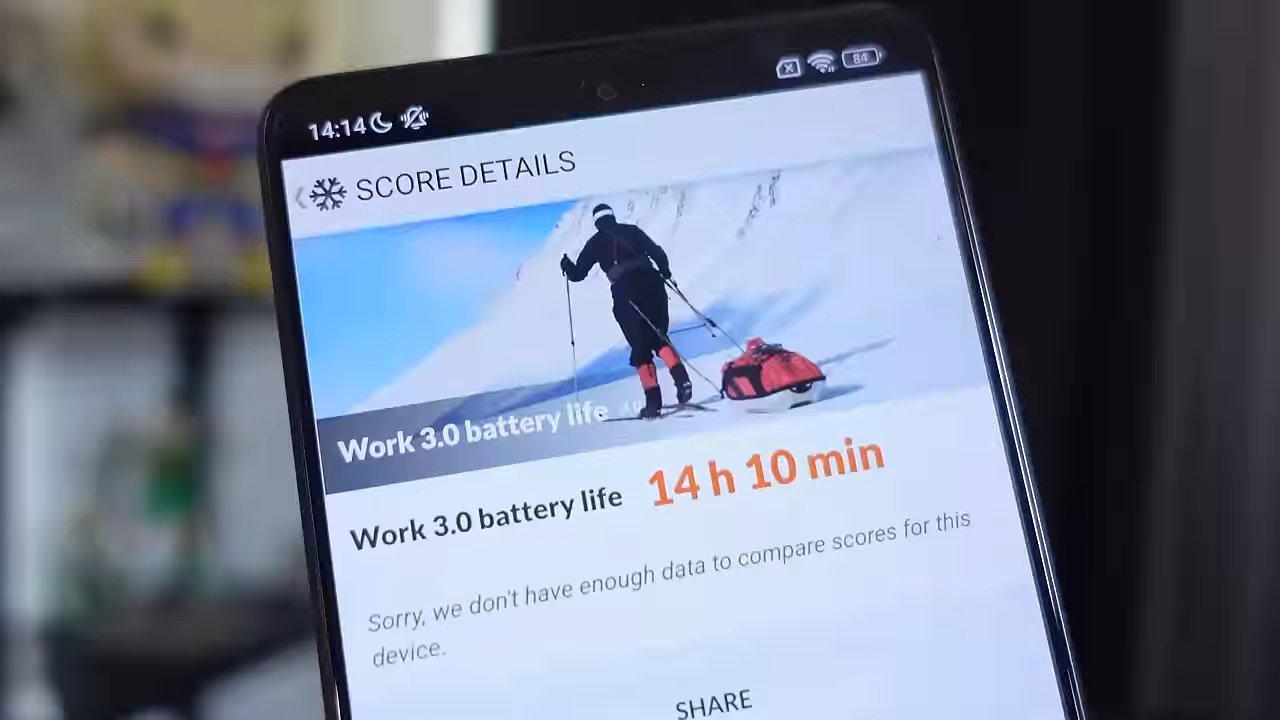 14:14
84
SCORE DETAILS
Work 3.0 battery life
Work 3.0 battery life 14 h 10 min
Sorry, we don't have enough data to compare scores for this
device.
SHARE